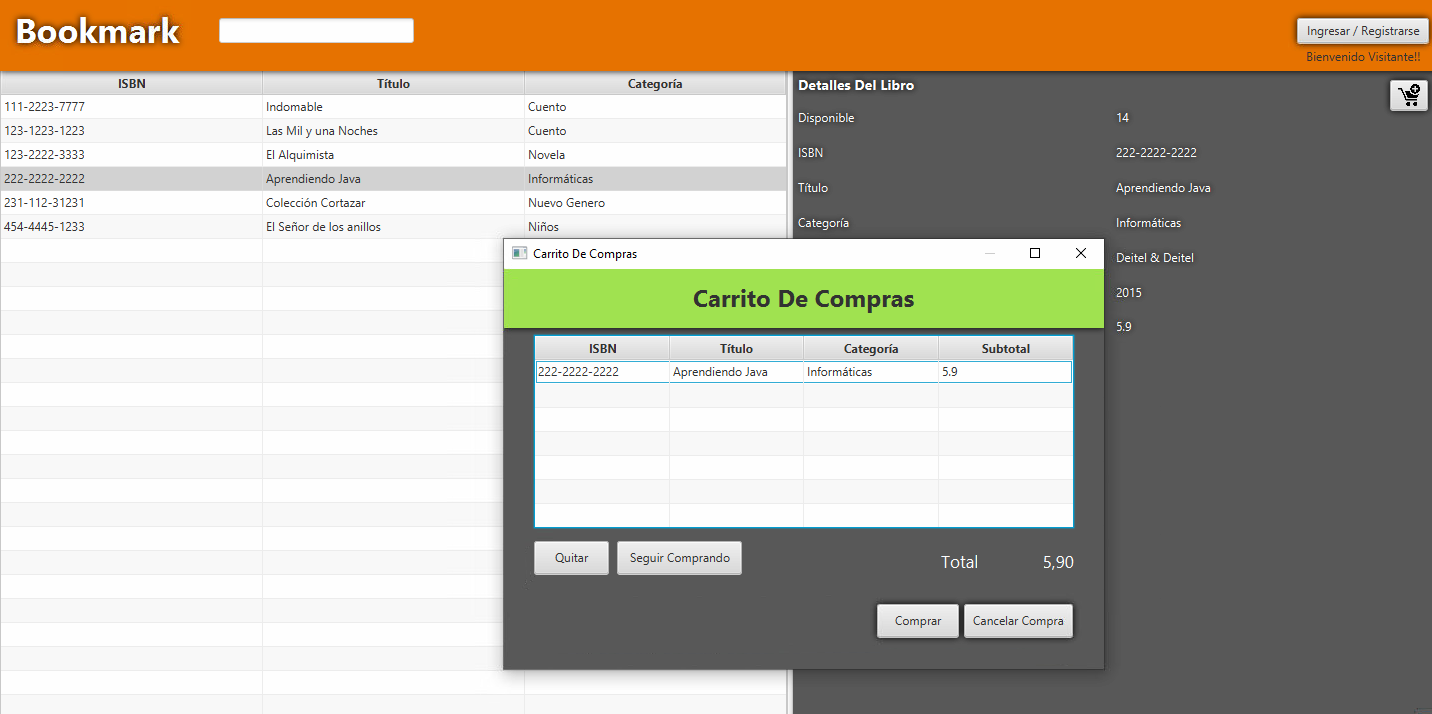 Bookmark
Ingresar / Registrarse
Bienvenido Visitante!!
ISBN Título Categoría
111-2223-7777 Indomable Cuento
123-1223-1223 Las Mil y una Noches Cuento
123-2222-3333 El Alquimista Novela
222-2222-2222 Aprendiendo Java Informáticas
231-112-31231 Colección Cortazar Nuevo Genero
454-4445-1233 El Señor de los anillos Niños
Detalles Del Libro
Disponible 14
ISBN 222-2222-2222
Título Aprendiendo Java
Categoría Informáticas
Deitel & Deitel
2015
5.9
Carrito De Compras
Carrito De Compras
ISBN Título Categoría Subtotal
222-2222-2222 Aprendiendo Java Informáticas 5.9
Quitar Seguir Comprando Total 5,90
Comprar Cancelar Compra